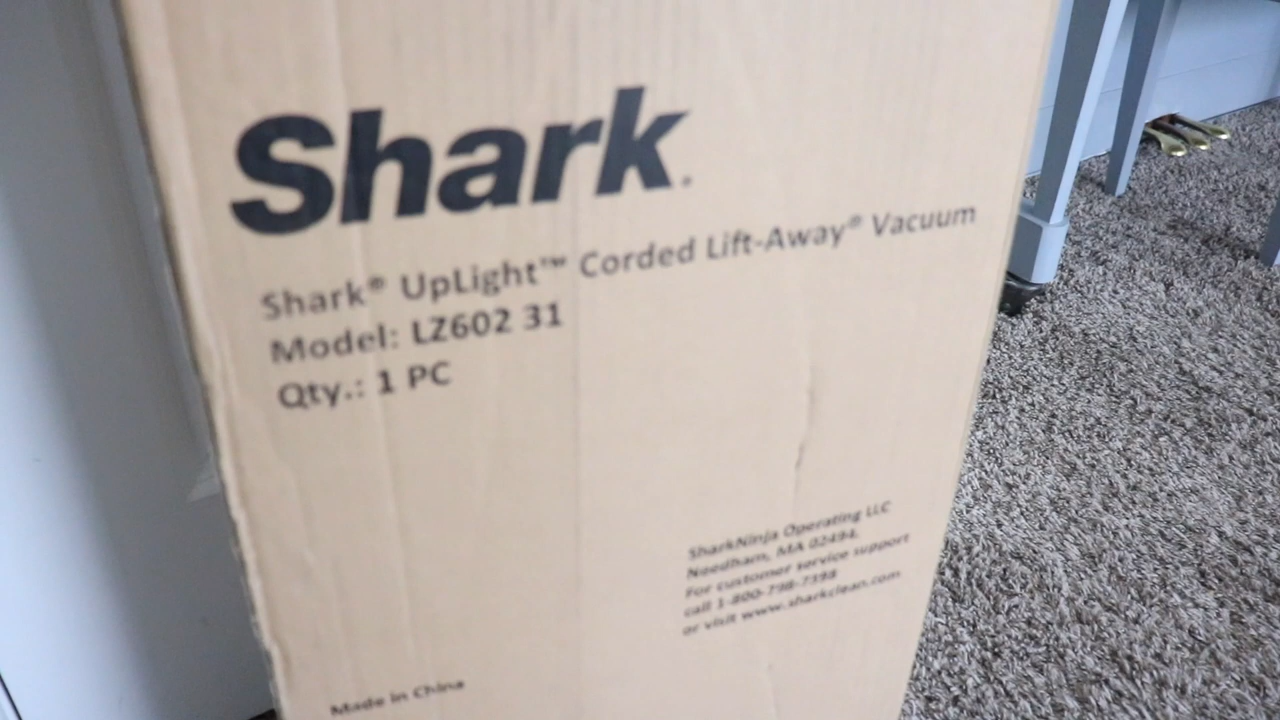 Shark.
Shark® UpLight™ Corded Lift-Away® Vacuum
Model: LZ602 31
Qty.: 1 PC
SharkNinja Operating LLC
Needham, MA 02494.
For customer service support
call 1-800-798-7398
or visit www.sharkclean.com
Made in China